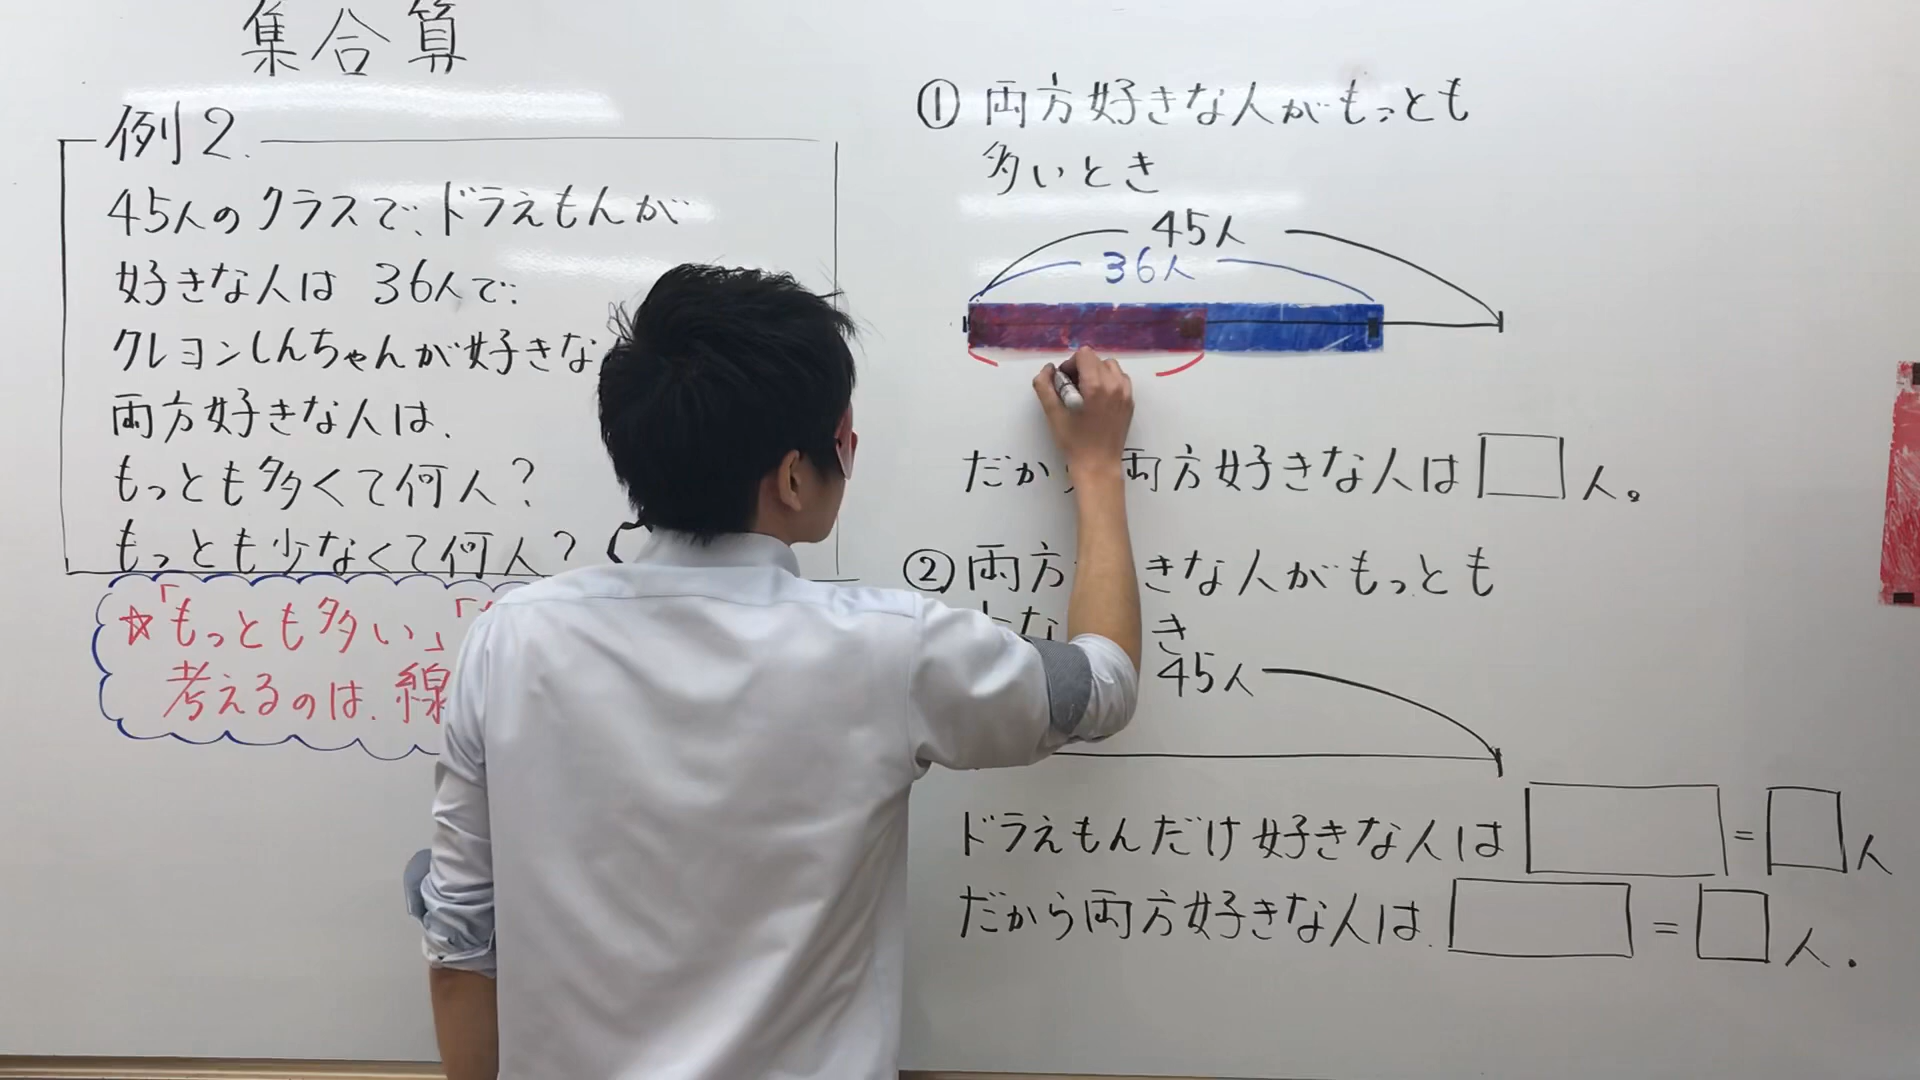 集合算
例2.
45人のクラスで、ドラえもんが
好きな人は 36人で、
クレヨンしんちゃんが好きな
両方好きな人は、
もっとも多くて何人？
もっとも少なくて何人？
☆「もっとも多い」「
考えるのは、線
① 両方好きな人がもっとも
多いとき
45人
36人
だから両方好きな人は□人。
② 両方 きな人がもっとも
き
45人
ドラえもんだけ好きな人は□=□人
だから両方好きな人は、□=□人.